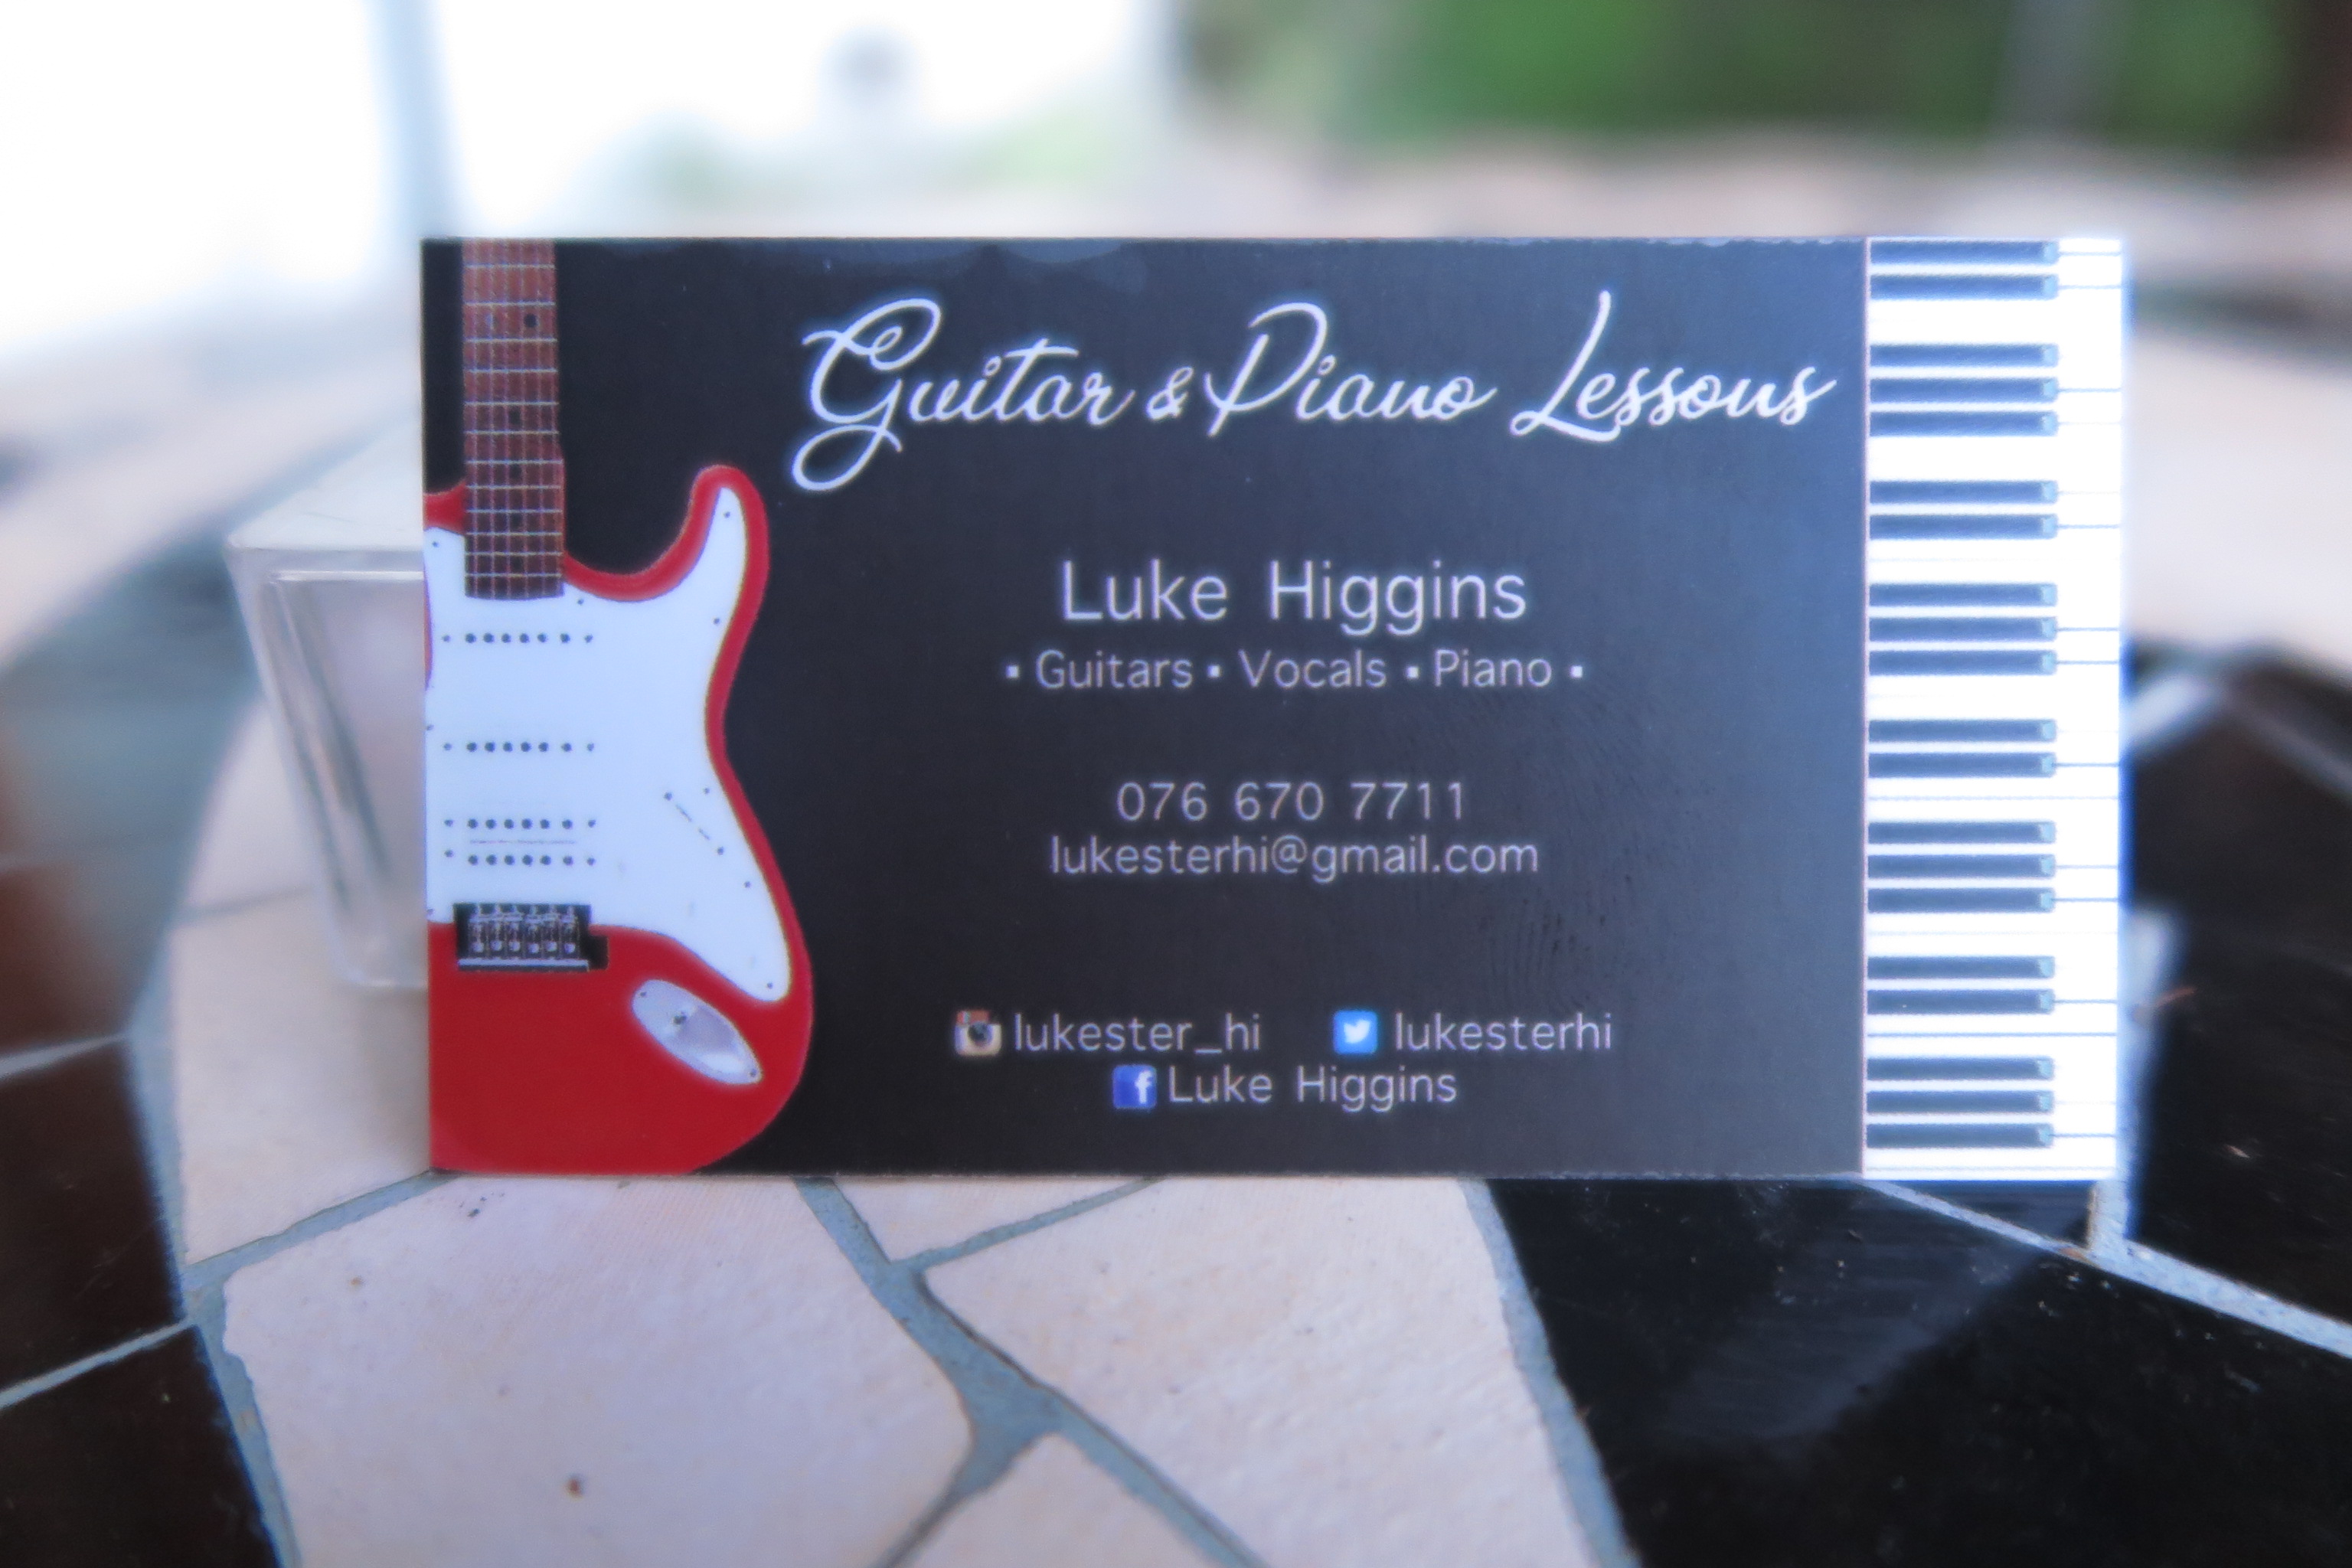 Guitar & Piano Lessons
Luke Higgins
▪ Guitars ▪ Vocals ▪ Piano ▪
076 670 7711
lukesterhi@gmail.com
lukester_hi lukesterhi
f Luke Higgins